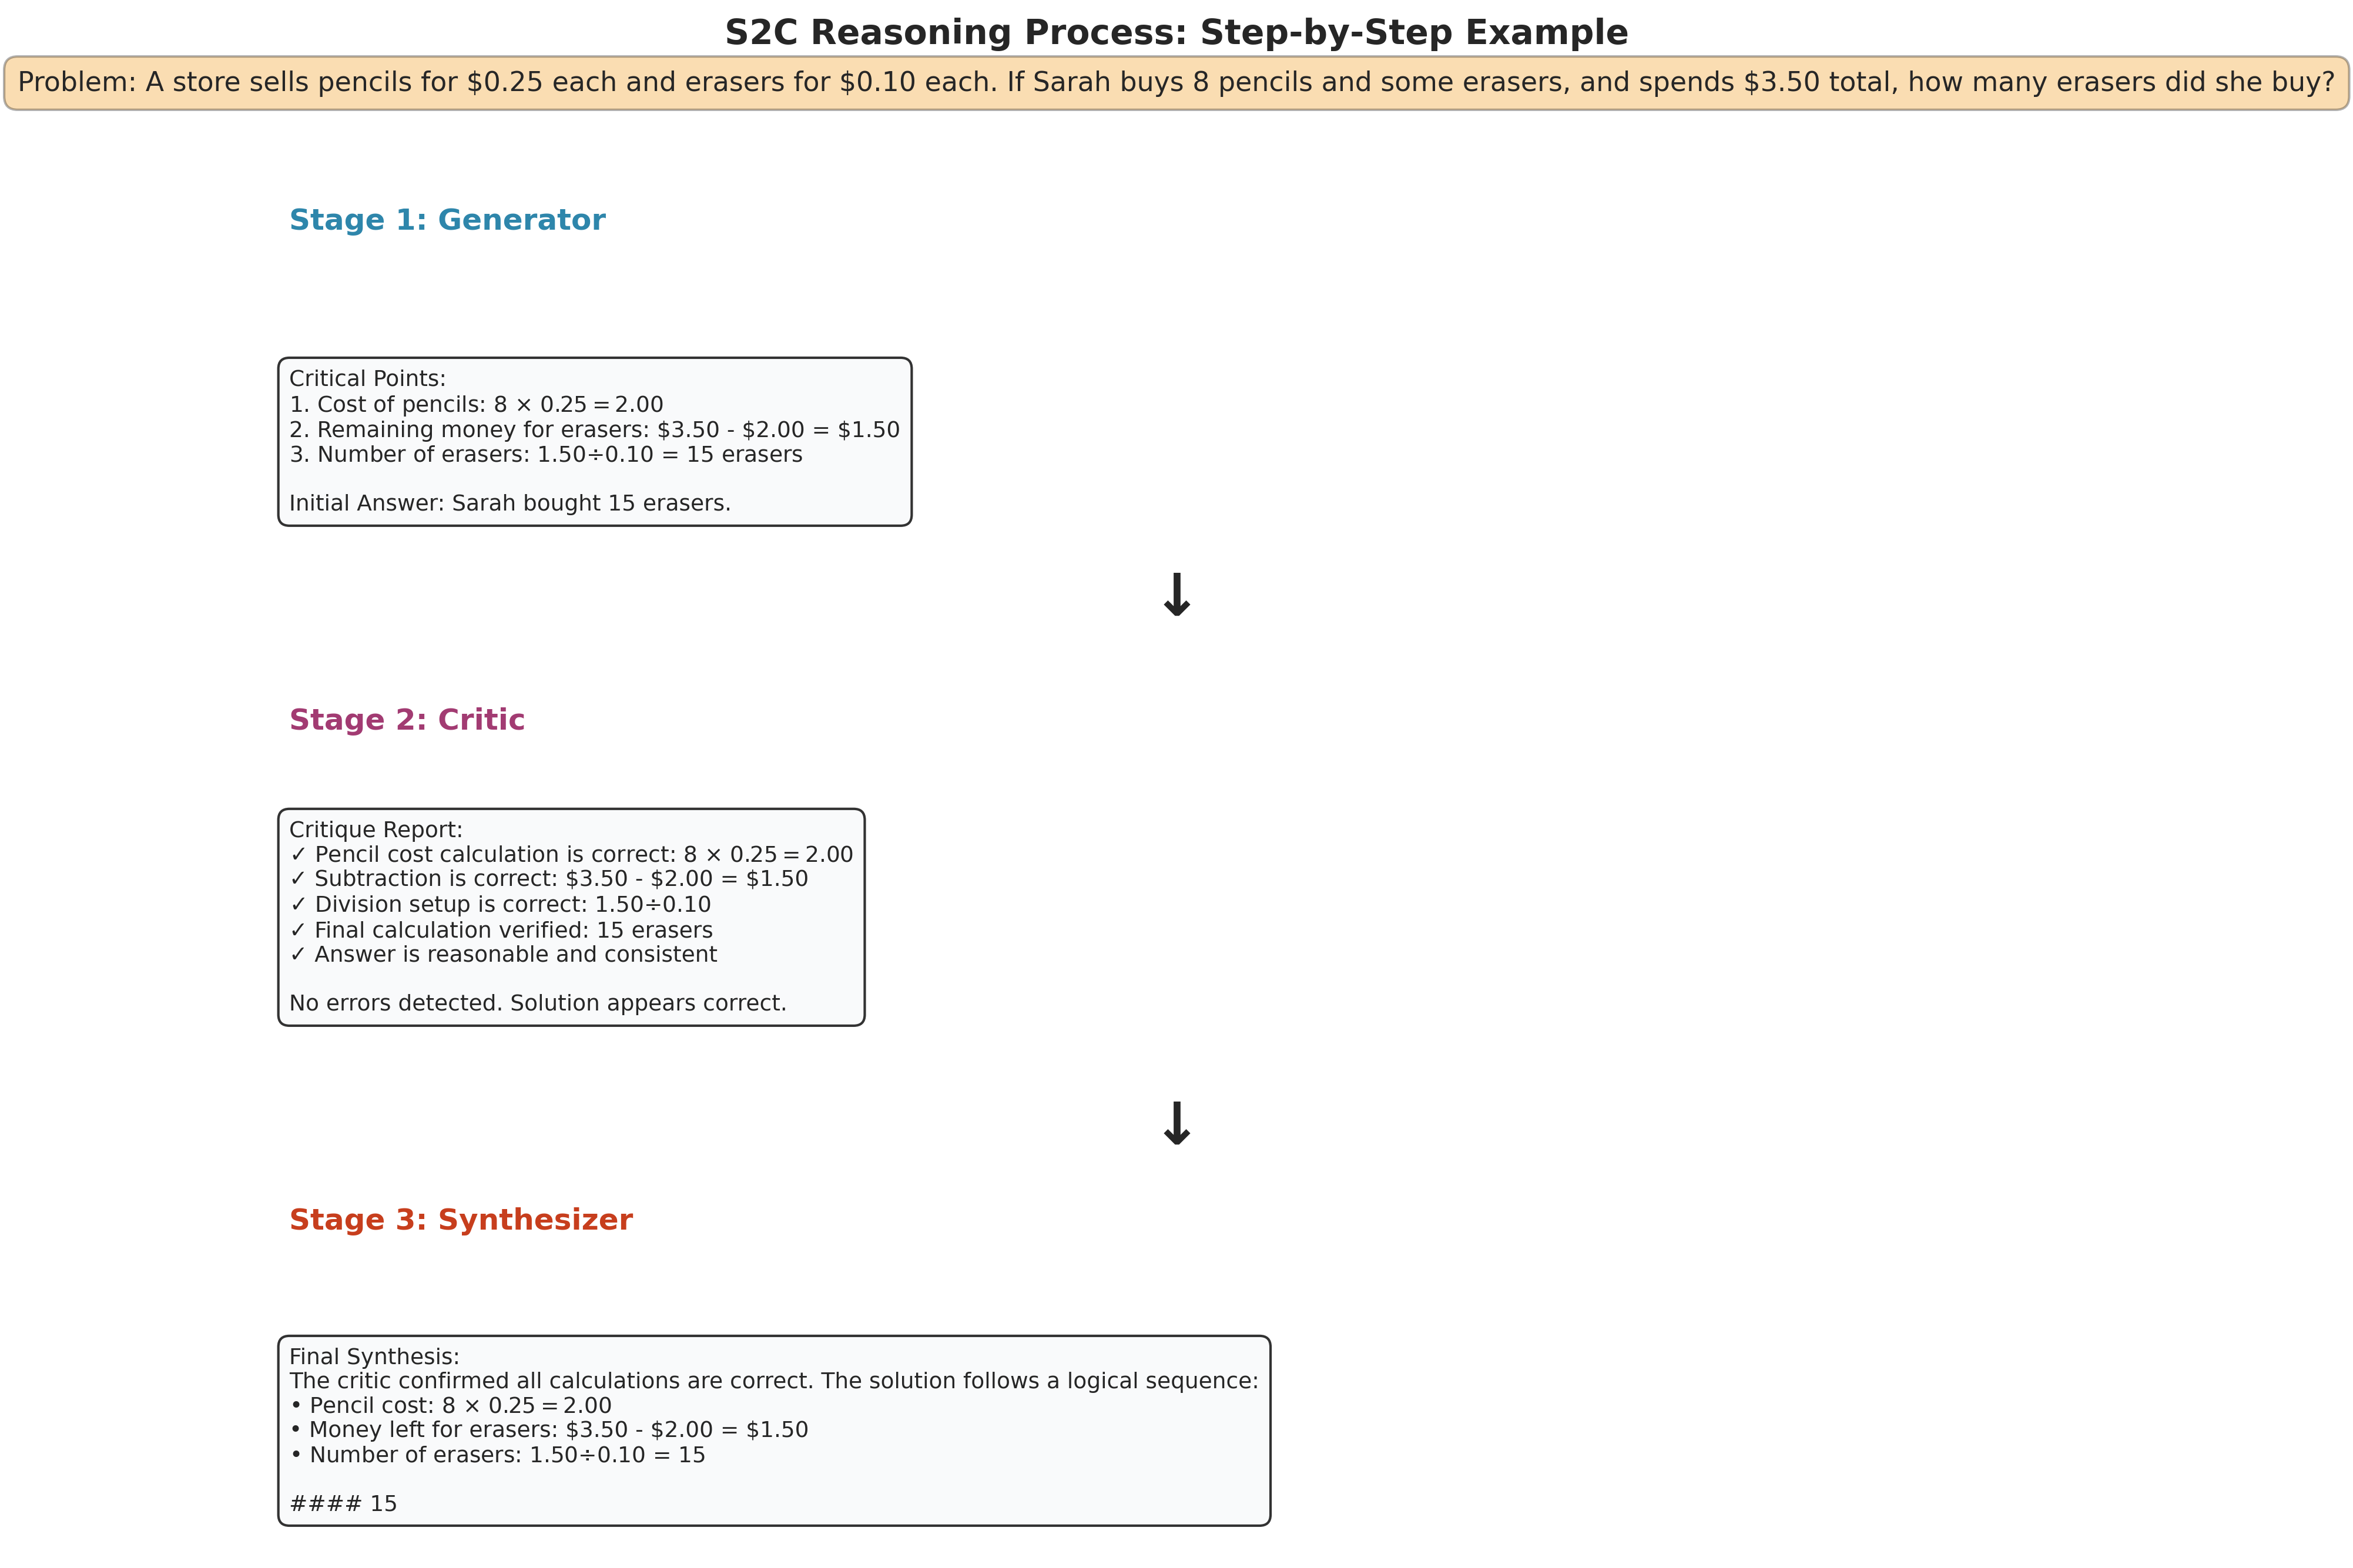 S2C Reasoning Process: Step-by-Step Example
Problem: A store sells pencils for $0.25 each and erasers for $0.10 each. If Sarah buys 8 pencils and some erasers, and spends $3.50 total, how many erasers did she buy?
Stage 1: Generator
Critical Points:
1. Cost of pencils: 8 × 0.25 = 2.00
2. Remaining money for erasers: $3.50 - $2.00 = $1.50
3. Number of erasers: 1.50÷0.10 = 15 erasers
Initial Answer: Sarah bought 15 erasers.
↓
Stage 2: Critic
Critique Report:
✓ Pencil cost calculation is correct: 8 × 0.25 = 2.00
✓ Subtraction is correct: $3.50 - $2.00 = $1.50
✓ Division setup is correct: 1.50÷0.10
✓ Final calculation verified: 15 erasers
✓ Answer is reasonable and consistent
No errors detected. Solution appears correct.
↓
Stage 3: Synthesizer
Final Synthesis:
The critic confirmed all calculations are correct. The solution follows a logical sequence:
• Pencil cost: 8 × 0.25 = 2.00
• Money left for erasers: $3.50 - $2.00 = $1.50
• Number of erasers: 1.50÷0.10 = 15
#### 15